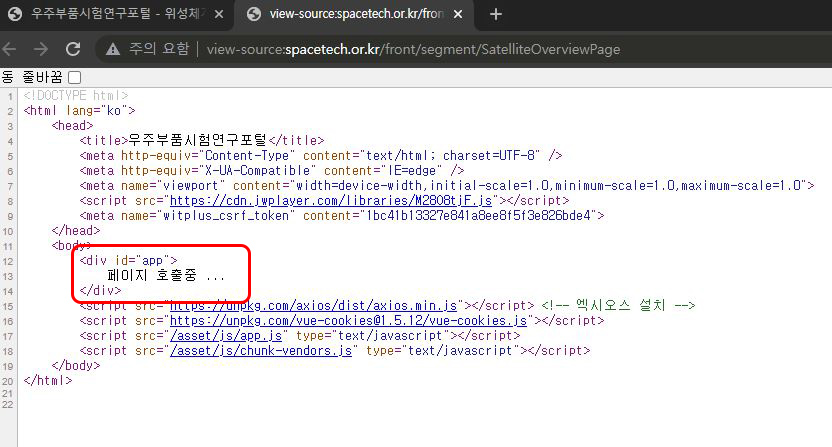 우주부품시험연구포털 - 위성체
view-source:spacetech.or.kr/fron
주의 요함 | view-source:spacetech.or.kr/front/segment/SatelliteOverviewPage
동 줄바꿈
1 <!DOCTYPE html>
2 <html lang="ko">
3 <head>
4 <title>우주부품시험연구포털</title>
5 <meta http-equiv="Content-Type" content="text/html; charset=UTF-8" />
6 <meta http-equiv="X-UA-Compatible" content="IE=edge" />
7 <meta name="viewport" content="width=device-width,initial-scale=1.0,minimum-scale=1.0,maximum-scale=1.0">
8 <script src="https://cdn.jwplayer.com/libraries/M2808tjF.js"></script>
9 <meta name="witplus_csrf_token" content="1bc41b13327e841a8ee8f5f3e826bde4">
10 </head>
11 <body>
12 <div id="app">
13 페이지 호출중 ...
14 </div>
15 <script src="https://unpkg.com/axios/dist/axios.min.js"></script> <!-- 엑시오스 설치 -->
16 <script src="https://unpkg.com/vue-cookies@1.5.12/vue-cookies.js"></script>
17 <script src="/asset/js/app.js" type="text/javascript"></script>
18 <script src="/asset/js/chunk-vendors.js" type="text/javascript"></script>
19 </body>
20 </html>
21
22